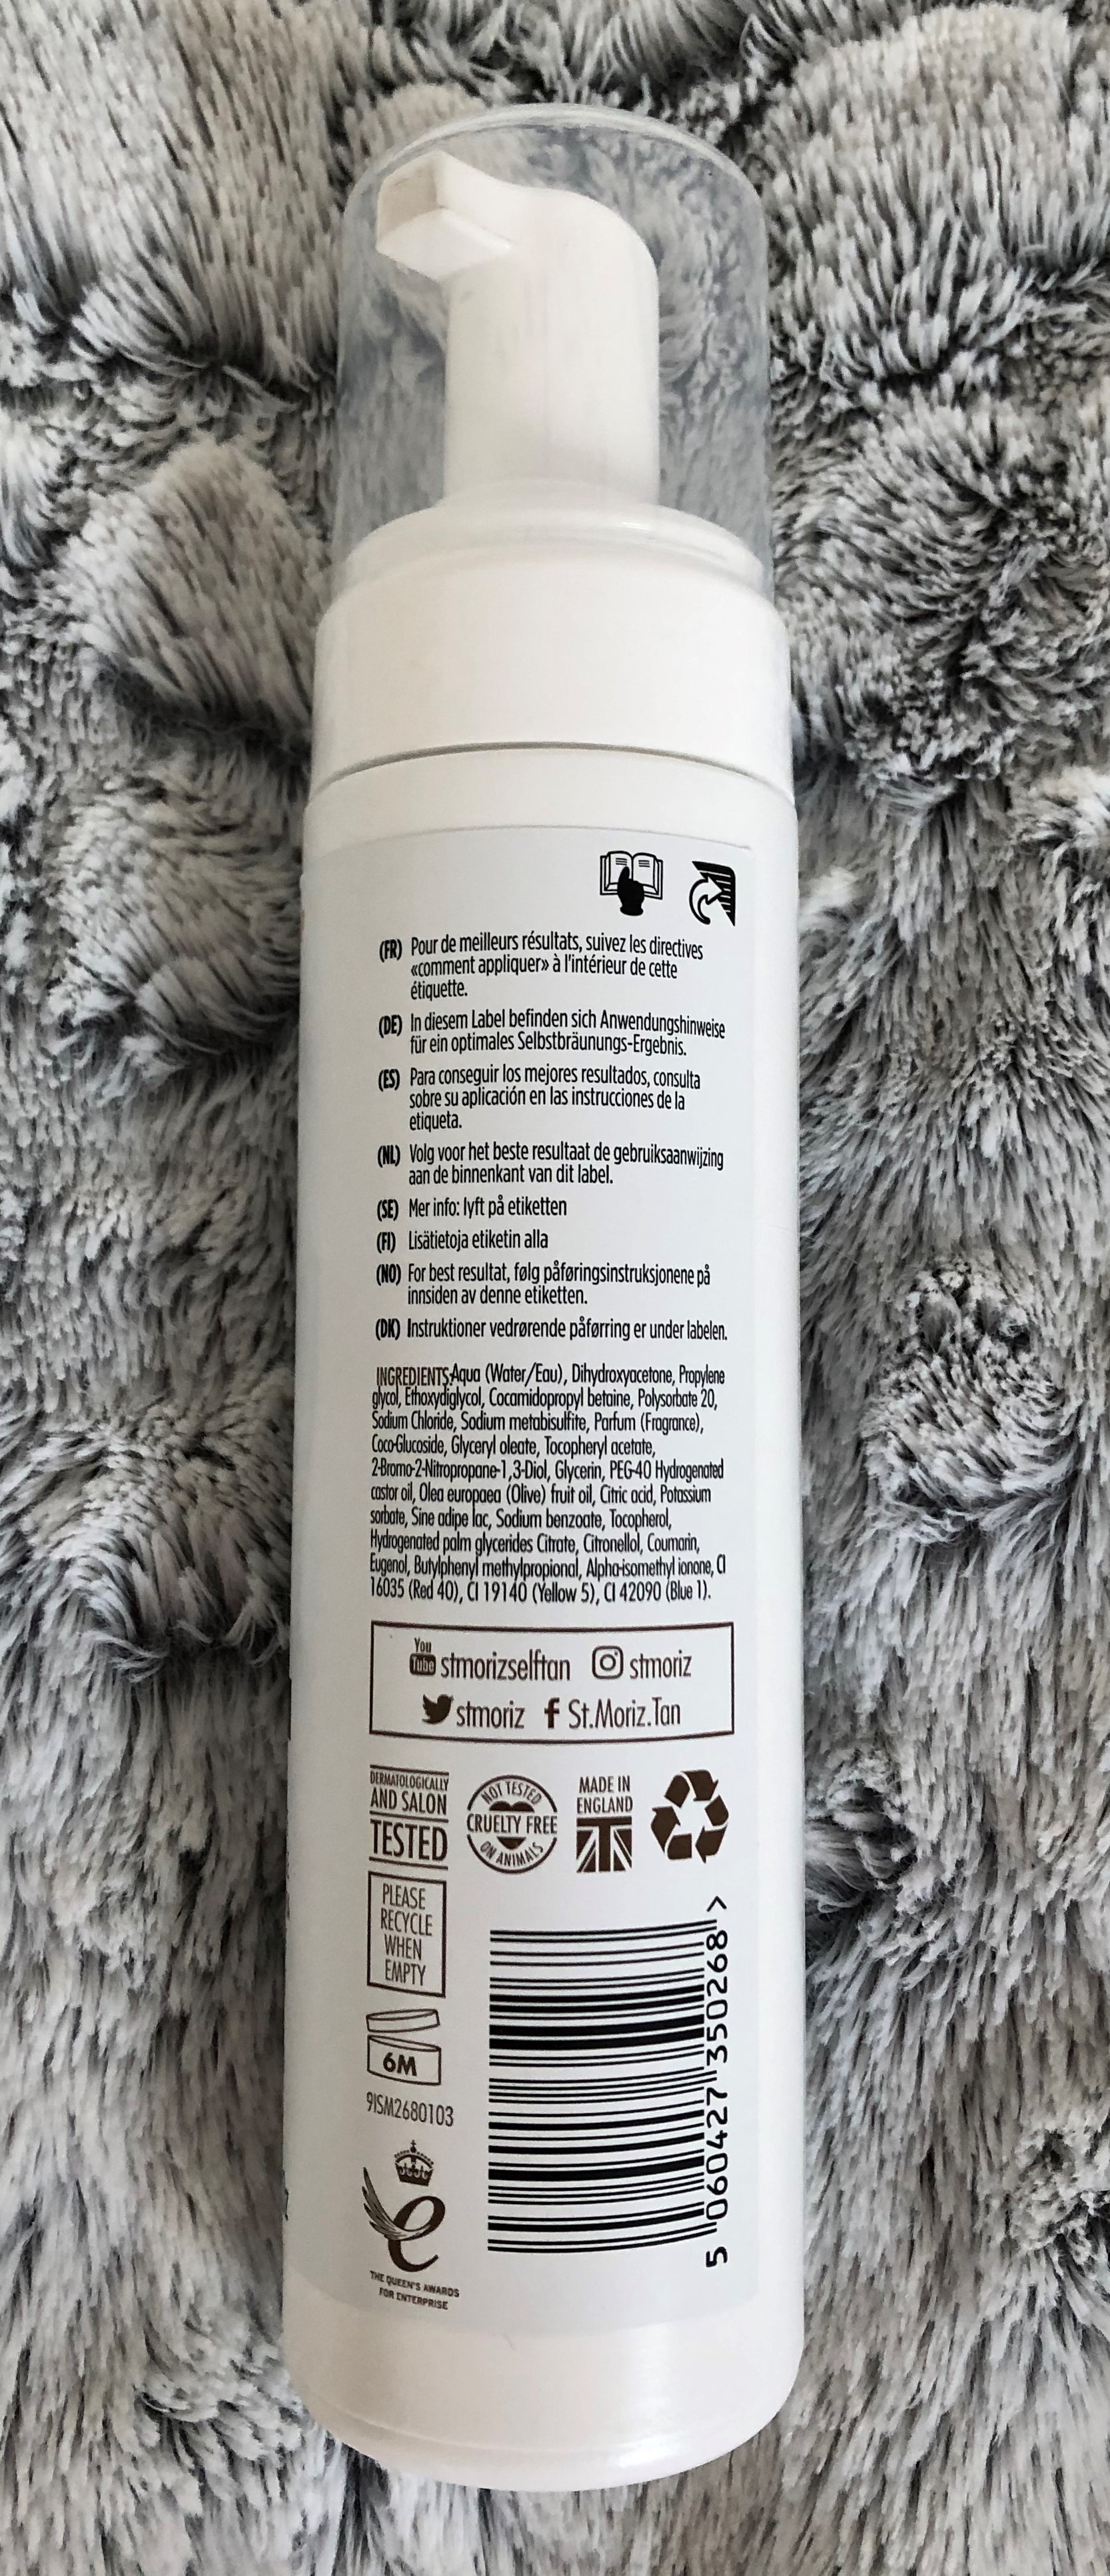 (FR) Pour de meilleurs résultats, suivez les directives
«comment appliquer» à l'intérieur de cette
étiquette.
(DE) In diesem Label befinden sich Anwendungshinweise
für ein optimales Selbstbräunungs-Ergebnis.
(ES) Para conseguir los mejores resultados, consulta
sobre su aplicación en las instrucciones de la
etiqueta.
(NL) Volg voor het beste resultaat de gebruiksaanwijzing
aan de binnenkant van dit label.
(SE) Mer info: lyft på etiketten
(FI) Lisätietoja etiketin alla
(NO) For best resultat, følg påføringsinstruksjonene på
innsiden av denne etiketten.
(DK) Instruktioner vedrørende påførring er under labelen.
INGREDIENTS:Aqua (Water/Eau), Dihydroxyacetone, Propylene
glycol, Ethoxydiglycol, Cocamidopropyl betaine, Polysorbate 20,
Sodium Chloride, Sodium metabisulfite, Parfum (Fragrance),
Coco-Glucoside, Glyceryl oleate, Tocopheryl acetate,
2-Bromo-2-Nitropropane-1,3-Diol, Glycerin, PEG-40 Hydrogenated
castor oil, Olea europaea (Olive) fruit oil, Citric acid, Potassium
sorbate, Sine adipe lac, Sodium benzoate, Tocopherol,
Hydrogenated palm glycerides Citrate, Citronellol, Coumarin,
Eugenol, Butylphenyl methylpropional, Alpha-isomethyl ionone, CI
16035 (Red 40), CI 19140 (Yellow 5), CI 42090 (Blue 1).
You Tube stmorizselftan stmoriz
stmoriz f St.Moriz.Tan
DERMATOLOGICALLY
AND SALON
TESTED
NOT TESTED
CRUELTY FREE
ON ANIMALS
MADE IN
ENGLAND
PLEASE
RECYCLE
WHEN
EMPTY
6M
9ISM2680103
e
THE QUEEN'S AWARDS
FOR ENTERPRISE
5 060427 350268 >